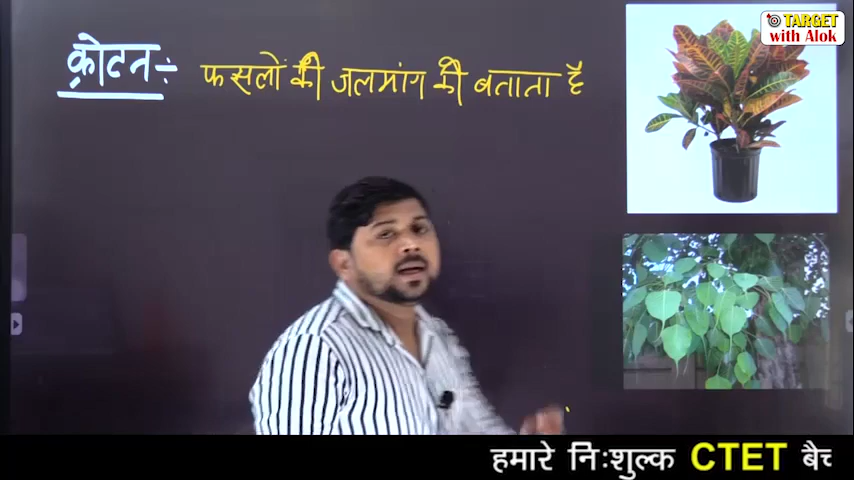 TARGET
with Alok
क्रोटन :- फसलों की जलमांग को बताता है
हमारे निःशुल्क CTET बैच